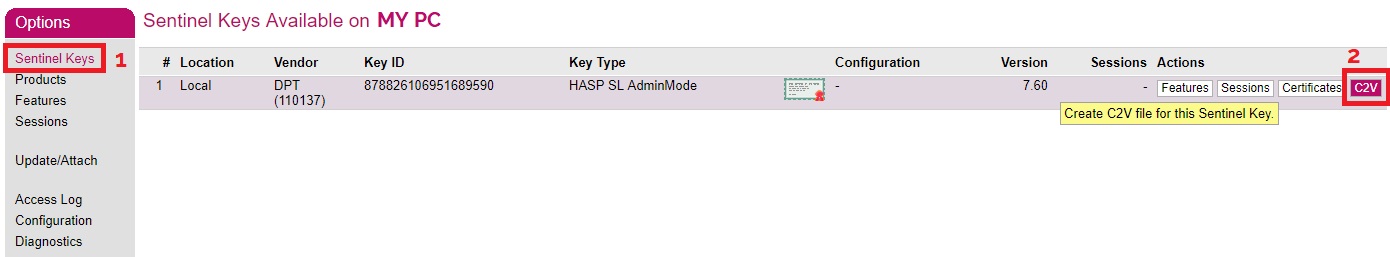 Options
Sentinel Keys 1
Products
Features
Sessions
Update/Attach
Access Log
Configuration
Diagnostics
Sentinel Keys Available on MY PC
# Location Vendor Key ID Key Type Configuration Version Sessions Actions
2
1 Local DPT 878826106951689590 HASP SL AdminMode - 7.60 - Features Sessions Certificates C2V
(110137)
Create C2V file for this Sentinel Key.